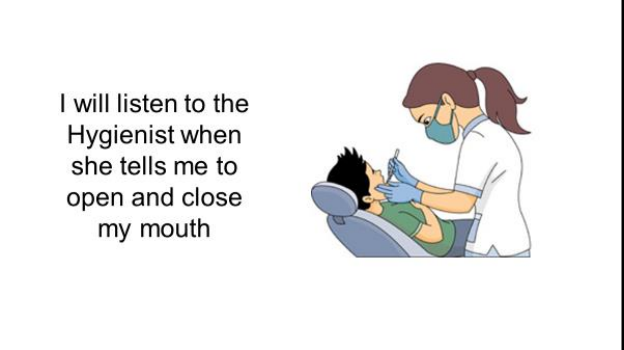 I will listen to the
Hygienist when
she tells me to
open and close
my mouth